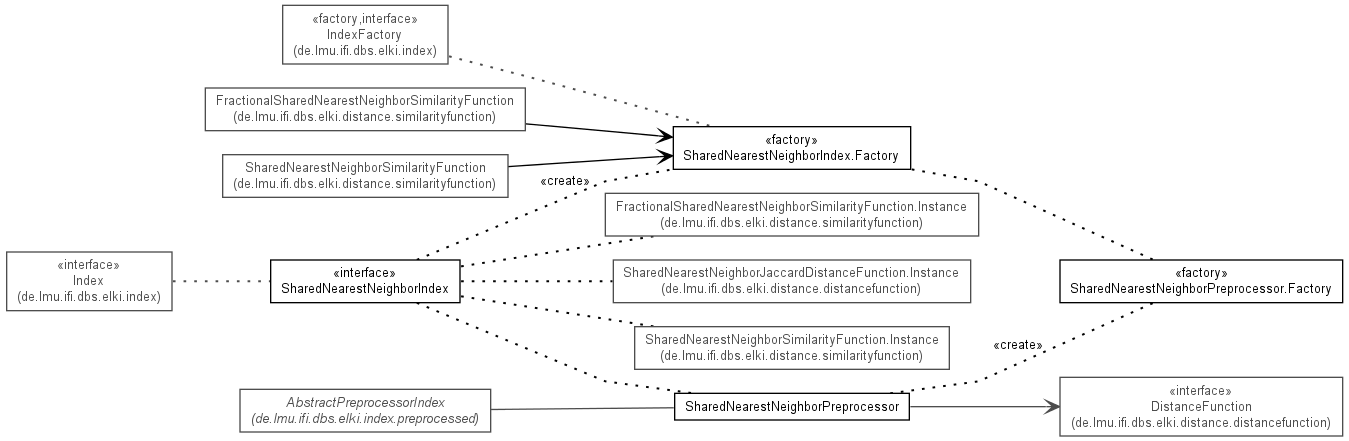 «factory,interface»
IndexFactory
(de.lmu.ifi.dbs.elki.index)
FractionalSharedNearestNeighborSimilarityFunction
(de.lmu.ifi.dbs.elki.distance.similarityfunction)
«factory»
SharedNearestNeighborIndex.Factory
SharedNearestNeighborSimilarityFunction
(de.lmu.ifi.dbs.elki.distance.similarityfunction)
«create»
FractionalSharedNearestNeighborSimilarityFunction.Instance
(de.lmu.ifi.dbs.elki.distance.similarityfunction)
«interface»
Index
(de.lmu.ifi.dbs.elki.index)
«interface»
SharedNearestNeighborIndex
SharedNearestNeighborJaccardDistanceFunction.Instance
(de.lmu.ifi.dbs.elki.distance.distancefunction)
«factory»
SharedNearestNeighborPreprocessor.Factory
SharedNearestNeighborSimilarityFunction.Instance
(de.lmu.ifi.dbs.elki.distance.similarityfunction)
«create»
AbstractPreprocessorIndex
(de.lmu.ifi.dbs.elki.index.preprocessed)
SharedNearestNeighborPreprocessor
«interface»
DistanceFunction
(de.lmu.ifi.dbs.elki.distance.distancefunction)